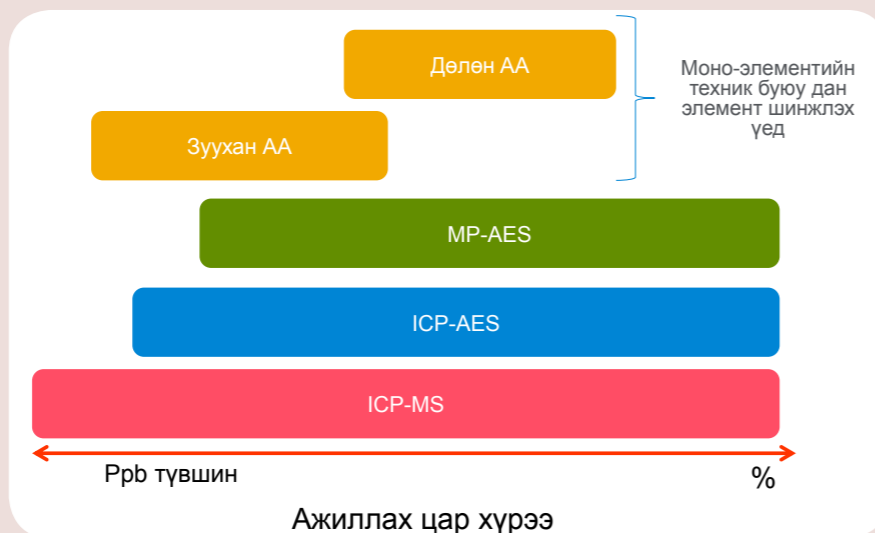 Дөлөн АА
Моно-элементийн
техник буюу дан
элемент шинжлэх
үед
Зуухан АА
MP-AES
ICP-AES
ICP-MS
Ppb түвшин
%
Ажиллах цар хүрээ